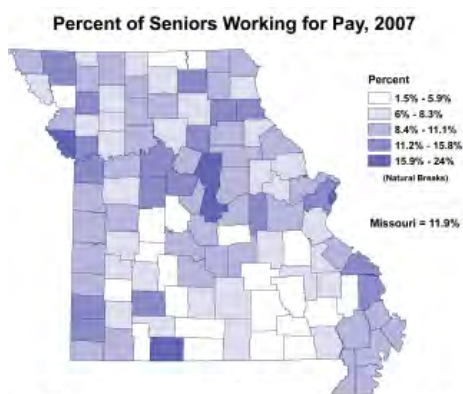 Percent of Seniors Working for Pay, 2007
Percent
1.5% - 5.9%
6% - 8.3%
8.4% - 11.1%
11.2% - 15.8%
15.9% - 24%
(Natural Breaks)
Missouri = 11.9%